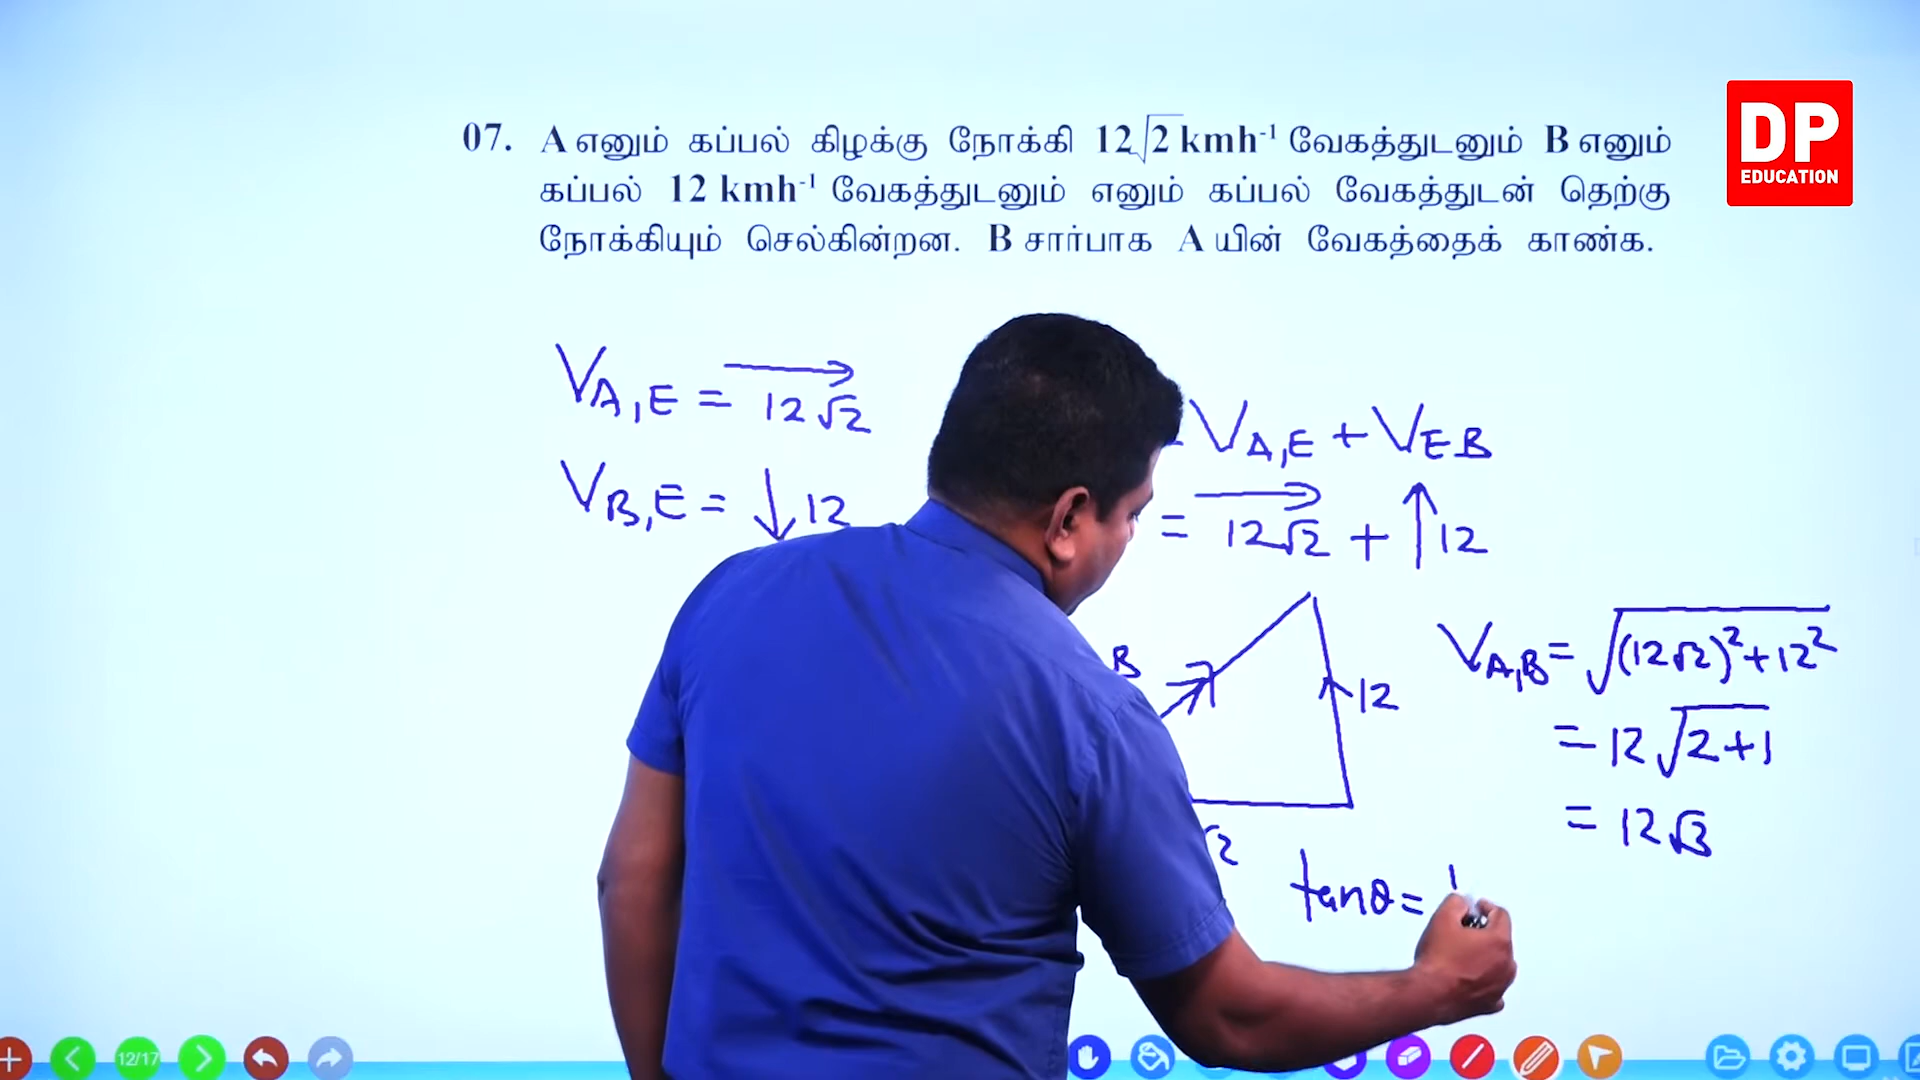 DP
EDUCATION
07. A எனும் கப்பல் கிழக்கு நோக்கி 12√2 kmh⁻¹ வேகத்துடனும் B எனும்
கப்பல் 12 kmh⁻¹ வேகத்துடனும் எனும் கப்பல் வேகத்துடன் தெற்கு
நோக்கியும் செல்கின்றன. B சார்பாக A யின் வேகத்தைக் காண்க.
V_A,E = 12√2
V_B,E = ↓12
= V_A,E + V_EB
= 12√2 + ↑12
B
12
√2
V_A,B = √((12√2)² + 12²)
= 12√(2+1)
= 12√3
tanθ =
12/17